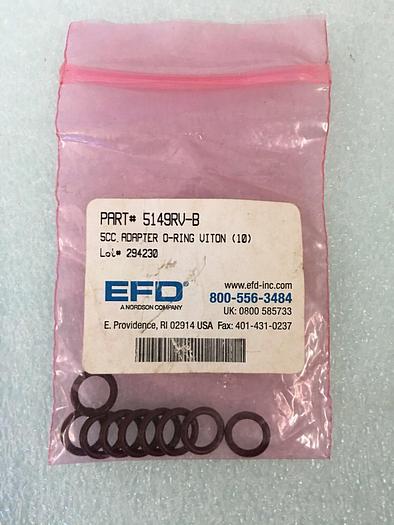 PART# 5149RV-B
5CC ADAPTER O-RING VITON (10)
Lot# 294230
EFD®
A NORDSON COMPANY
www.efd-inc.com
800-556-3484
UK: 0800 585733
E. Providence, RI 02914 USA Fax: 401-431-0237